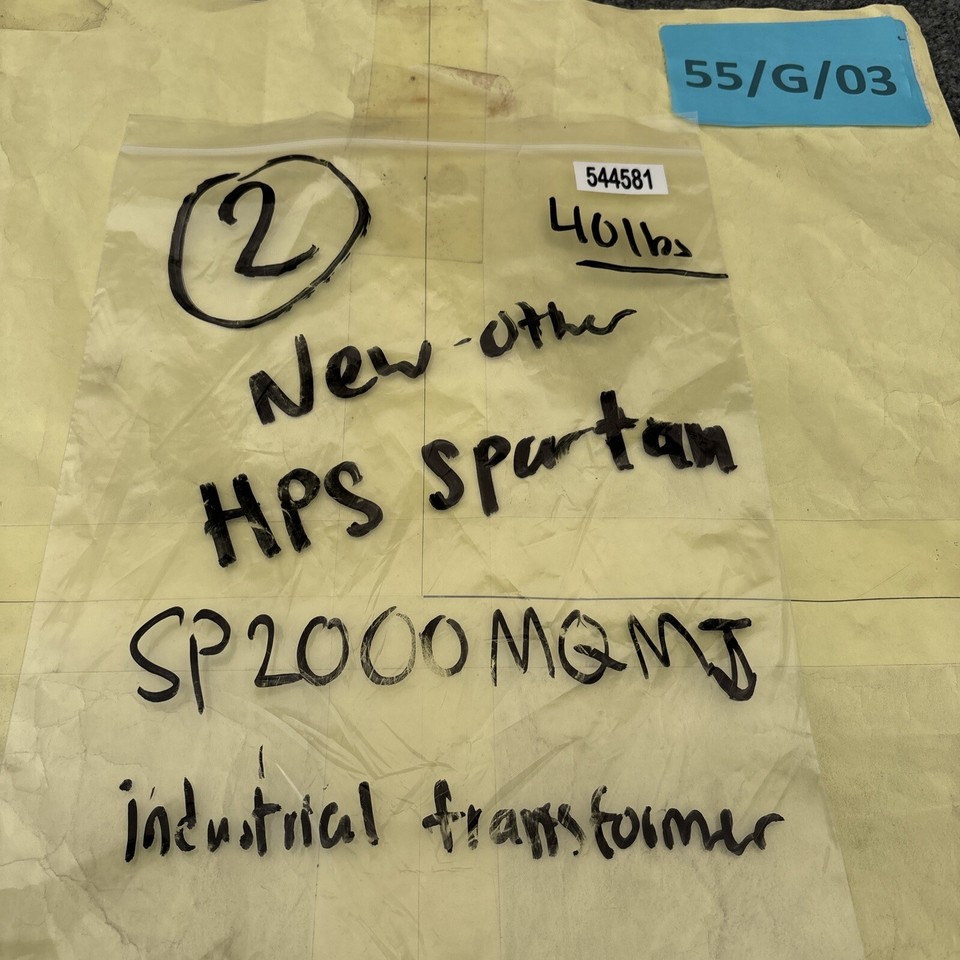 55/G/03
544581
2
40lbs
New-other
HPS Spartan
SP2000MQMJ
industrial transformer